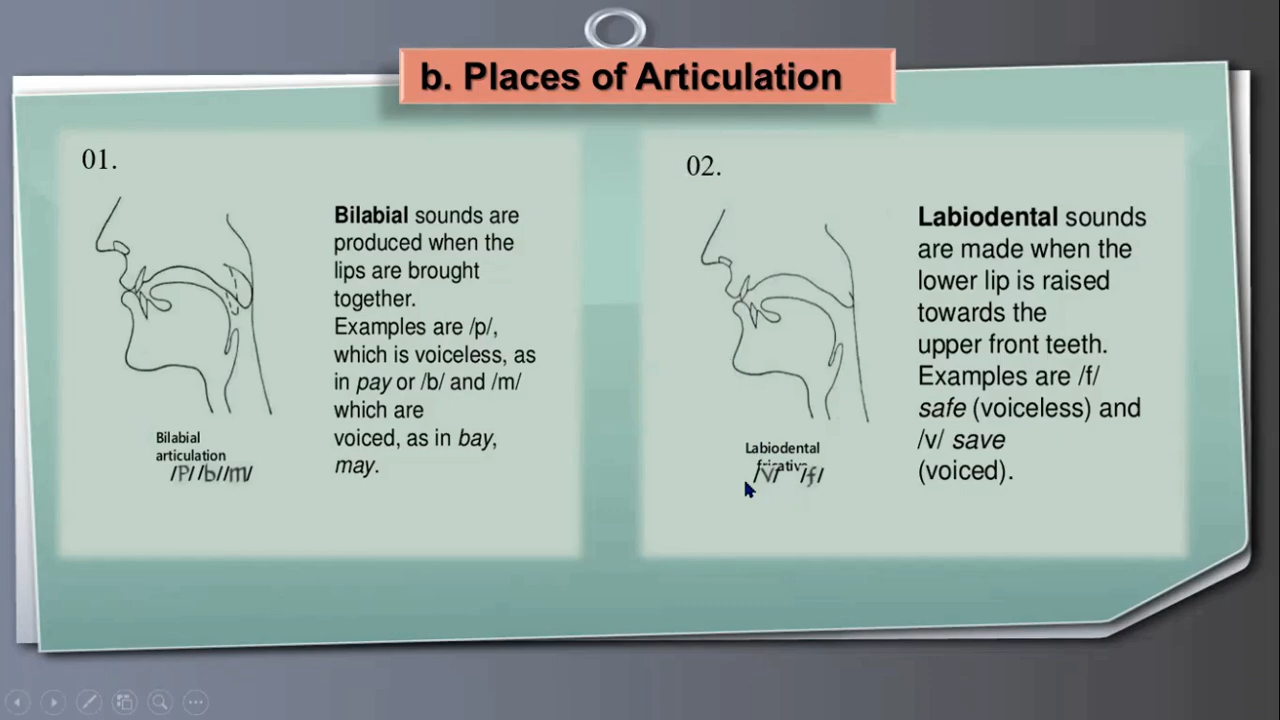 b. Places of Articulation
01.
Bilabial sounds are
produced when the
lips are brought
together.
Examples are /p/,
which is voiceless, as
in pay or /b/ and /m/
which are
voiced, as in bay,
may.
Bilabial
articulation
/P/ /b/ /m/
02.
Labiodental sounds
are made when the
lower lip is raised
towards the
upper front teeth.
Examples are /f/
safe (voiceless) and
/v/ save
(voiced).
Labiodental
fricative
/v/ /f/